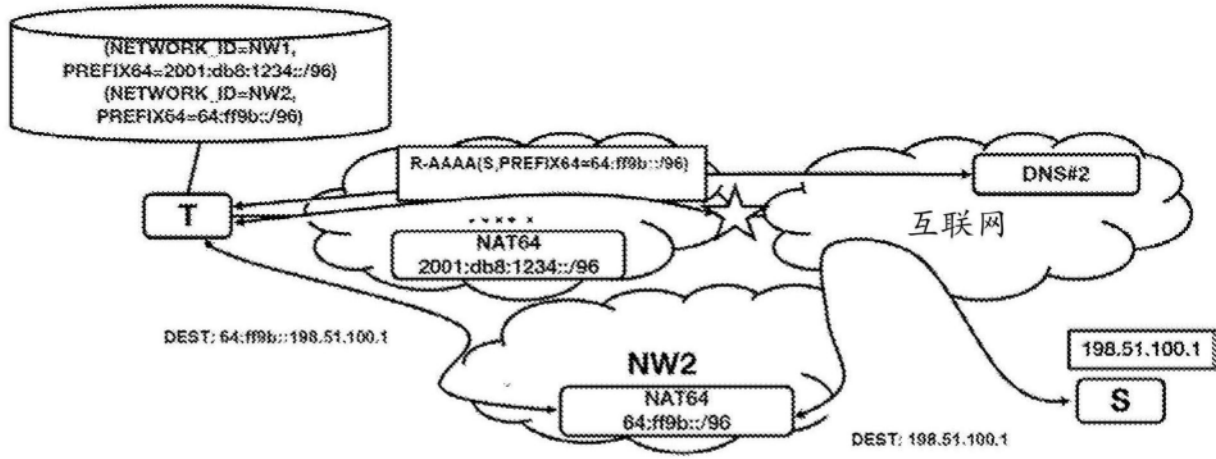 (NETWORK_ID=NW1,
PREFIX64=2001:db8:1234::/96)
(NETWORK_ID=NW2,
PREFIX64=64:ff9b::/96)
R-AAAA(S,PREFIX64=64:ff9b::/96)
DNS#2
T
互联网
NAT64
2001:db8:1234::/96
DEST: 64:ff9b::198.51.100.1
198.51.100.1
NW2
S
NAT64
64:ff9b::/96
DEST: 198.51.100.1